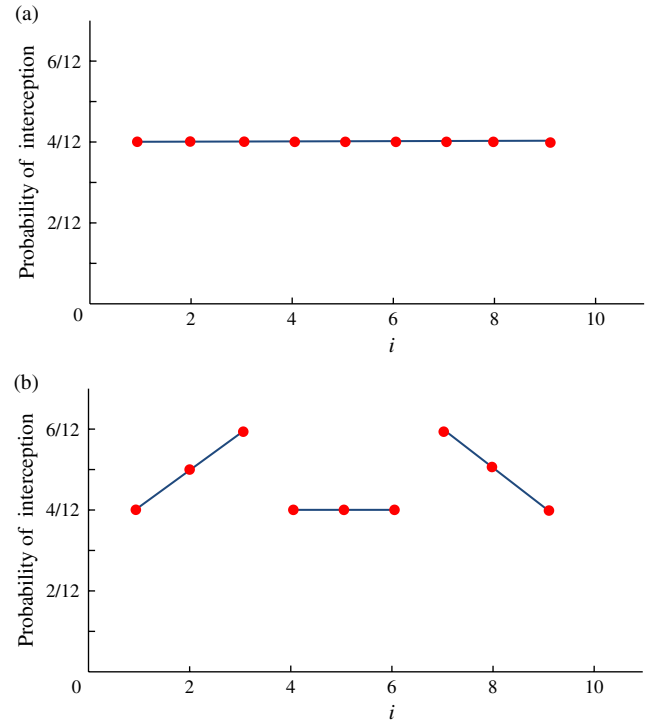 (a)
Probability of interception
6/12
4/12
2/12
0
2 4 6 8 10
i
(b)
Probability of interception
6/12
4/12
2/12
0
2 4 6 8 10
i